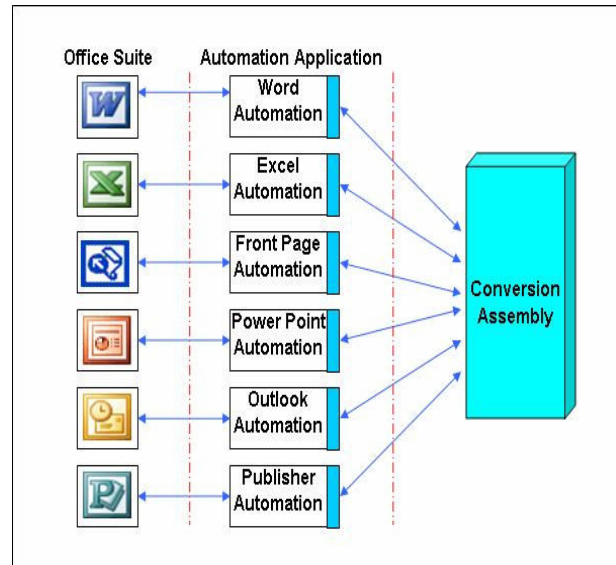 Office Suite
Automation Application
W
Word
Automation
X
Excel
Automation
Front Page
Automation
Power Point
Automation
Outlook
Automation
P
Publisher
Automation
Conversion
Assembly